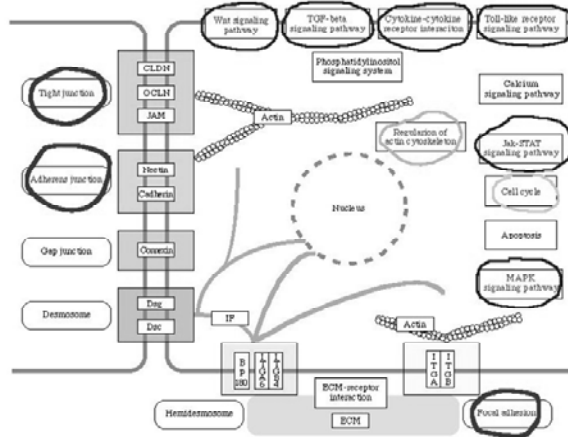 Wnt signaling
pathway
TGF-beta
signaling pathway
Cytokine-cytokine
receptor interaction
Toll-like receptor
signaling pathway
Phosphatidylinositol
signaling system
CLDN
OCLN
JAM
Tight junction
Actin
Calcium
signaling pathway
Regulation of
actin cytoskeleton
Jak-STAT
signaling pathway
Nectin
Cadherin
Adherens junction
Cell cycle
Nucleus
Gap junction
Connexin
Apoptosis
MAPK
signaling pathway
Desmosome
Dsg
Dsc
IF
Actin
BP180
ITGA6
ITGB4
ITGA
ITGB
ECM-receptor
interaction
Hemidesmosome
ECM
Focal adhesion